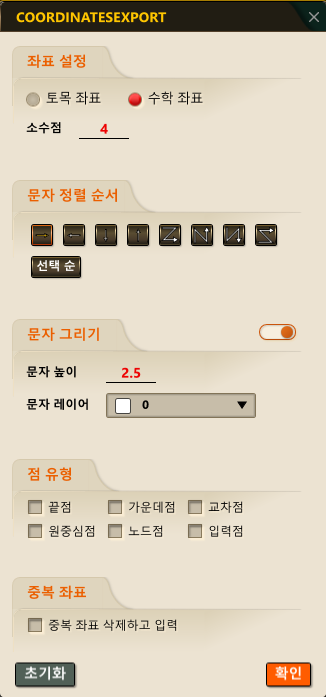 COORDINATESEXPORT
좌표 설정
토목 좌표 수학 좌표
소수점 4
문자 정렬 순서
선택 순
문자 그리기
문자 높이 2.5
문자 레이어 0
점 유형
끝점 가운데점 교차점
원중심점 노드점 입력점
중복 좌표
중복 좌표 삭제하고 입력
초기화 확인